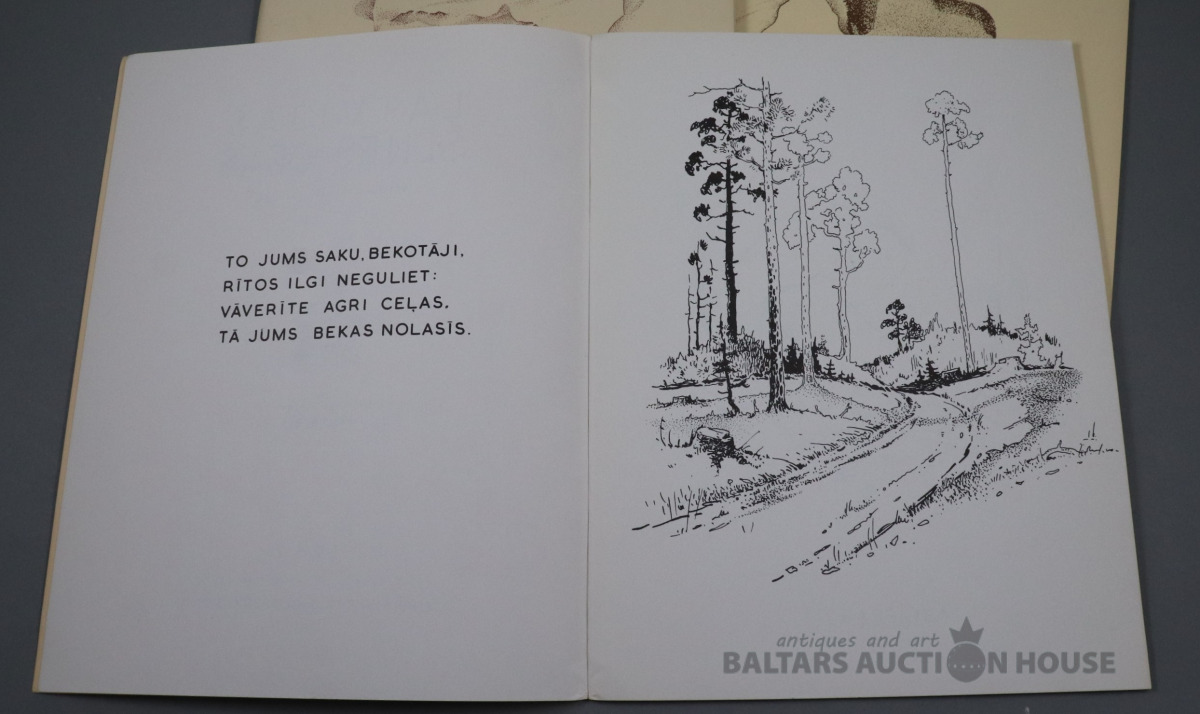 TO JUMS SAKU, BEKOTĀJI,
RĪTOS ILGI NEGULIET:
VĀVERĪTE AGRI CEĻAS,
TĀ JUMS BEKAS NOLASĪS.
antiques and art
BALTARS AUCTION HOUSE